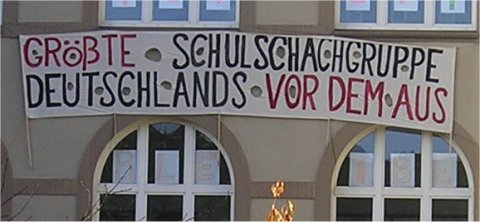 GRÖßTE SCHULSCHACHGRUPPE
DEUTSCHLANDS VOR DEM AUS